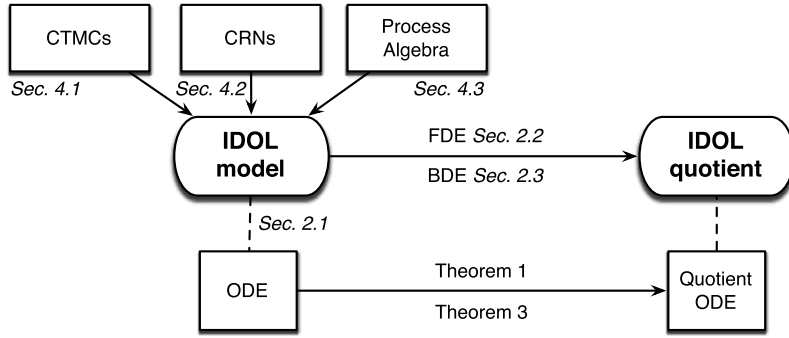 CTMCs
CRNs
Process
Algebra
Sec. 4.1
Sec. 4.2
Sec. 4.3
IDOL
model
FDE Sec. 2.2
BDE Sec. 2.3
IDOL
quotient
Sec. 2.1
ODE
Theorem 1
Theorem 3
Quotient
ODE